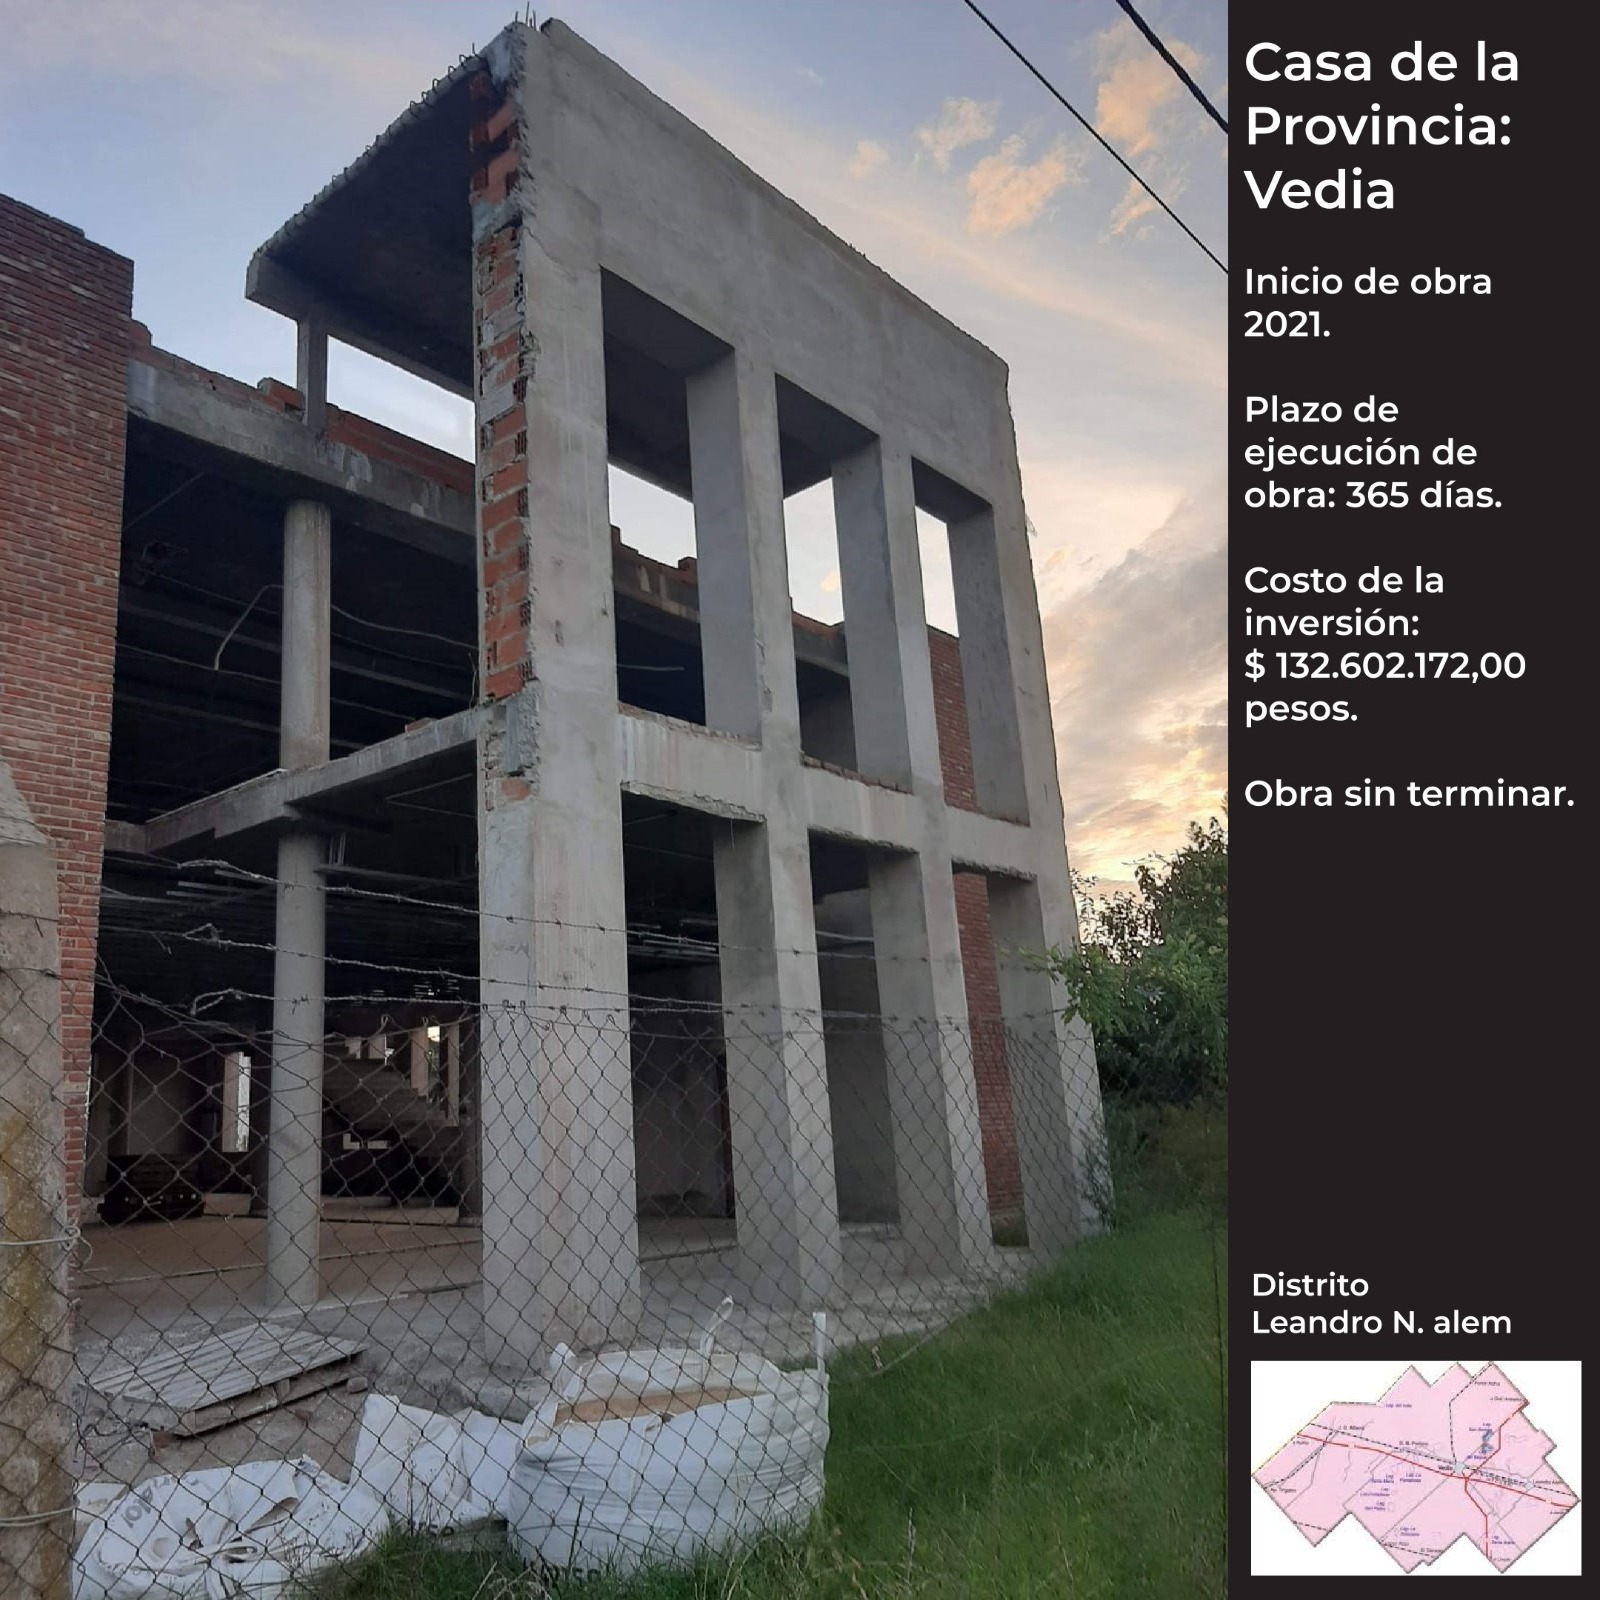 Casa de la
Provincia:
Vedia
Inicio de obra
2021.
Plazo de
ejecución de
obra: 365 días.
Costo de la
inversión:
$ 132.602.172,00
pesos.
Obra sin terminar.
Distrito
Leandro N. alem
Vedia